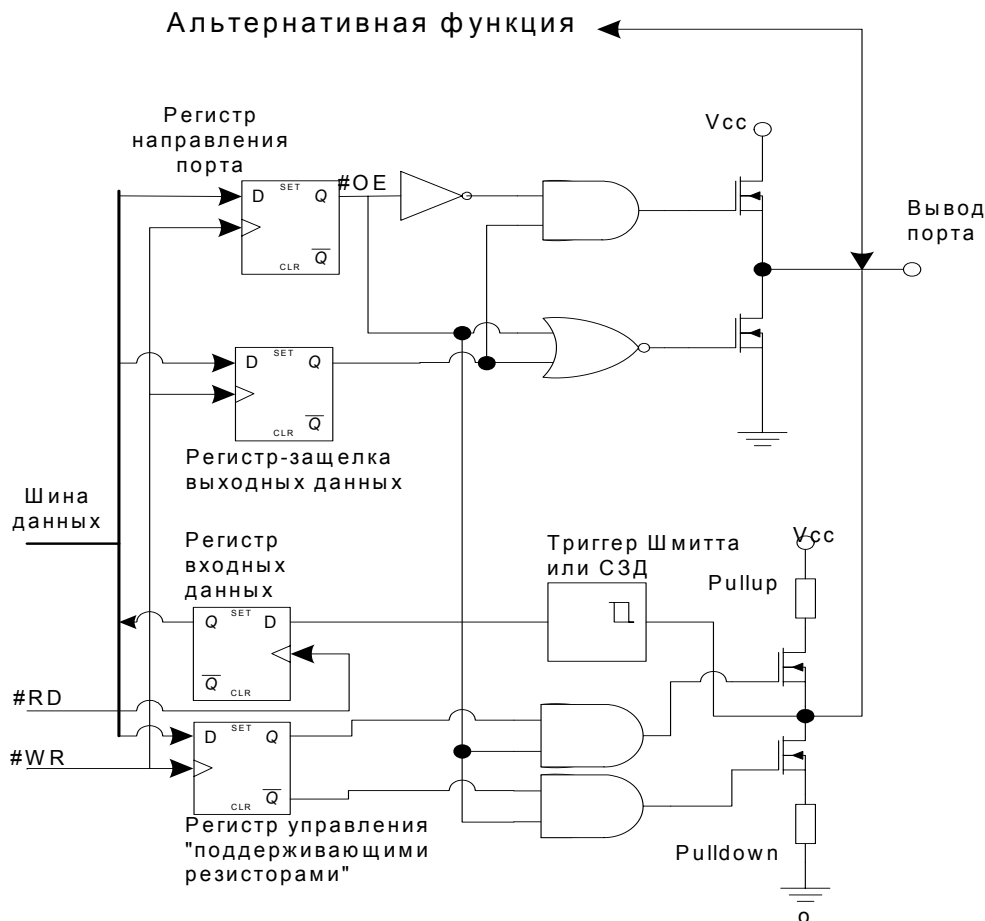 Альтернативная функция
Регистр
направления
порта
Vcc
#OE
D SET Q
Q
CLR
Вывод
порта
D SET Q
Q
CLR
Регистр-защелка
выходных данных
Шина
данных
Регистр
входных
данных
Триггер Шмитта
или СЗД
Vcc
Pullup
Q SET D
Q
CLR
#RD
#WR
D SET Q
Q
CLR
Регистр управления
"поддерживающими
резисторами"
Pulldown